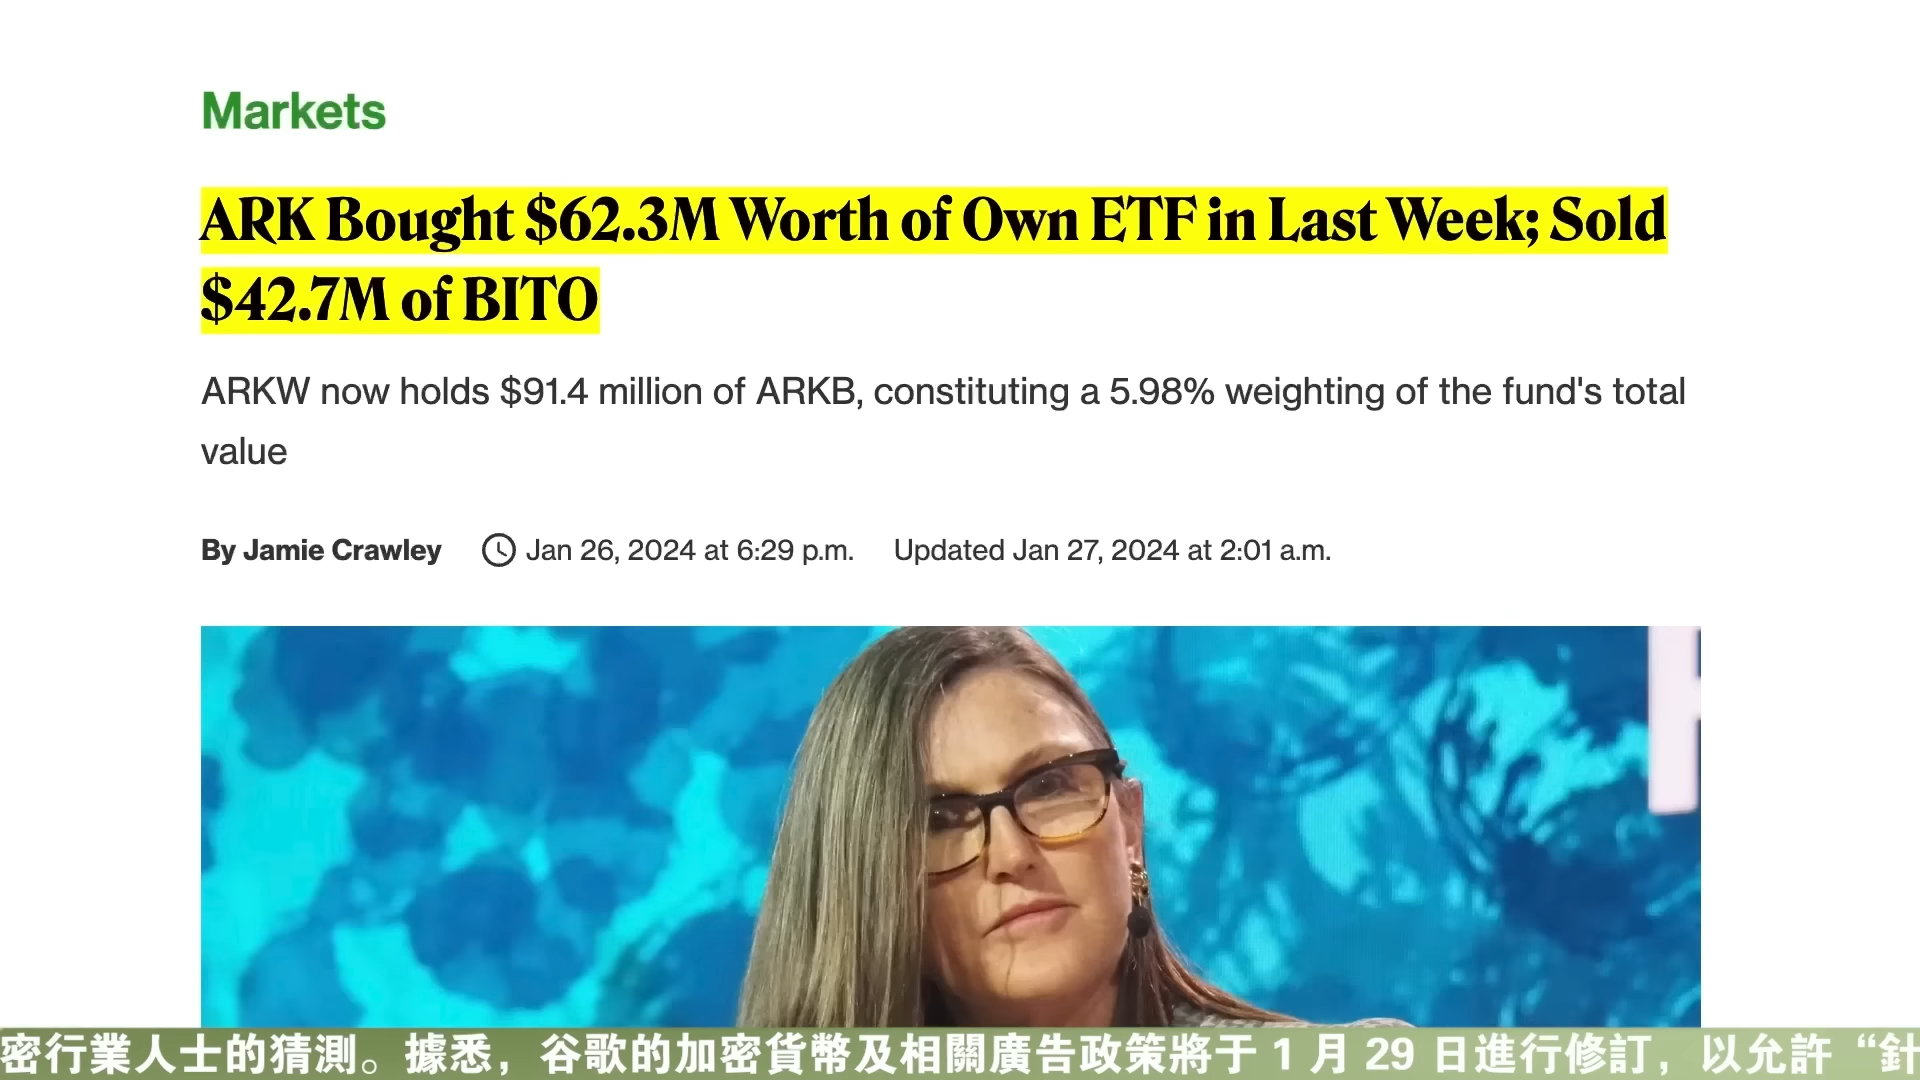 Markets
ARK Bought $62.3M Worth of Own ETF in Last Week; Sold
$42.7M of BITO
ARKW now holds $91.4 million of ARKB, constituting a 5.98% weighting of the fund's total
value
By Jamie Crawley Jan 26, 2024 at 6:29 p.m. Updated Jan 27, 2024 at 2:01 a.m.
密行業人士的猜測。據悉，谷歌的加密貨幣及相關廣告政策將于 1 月 29 日進行修訂，以允許“針